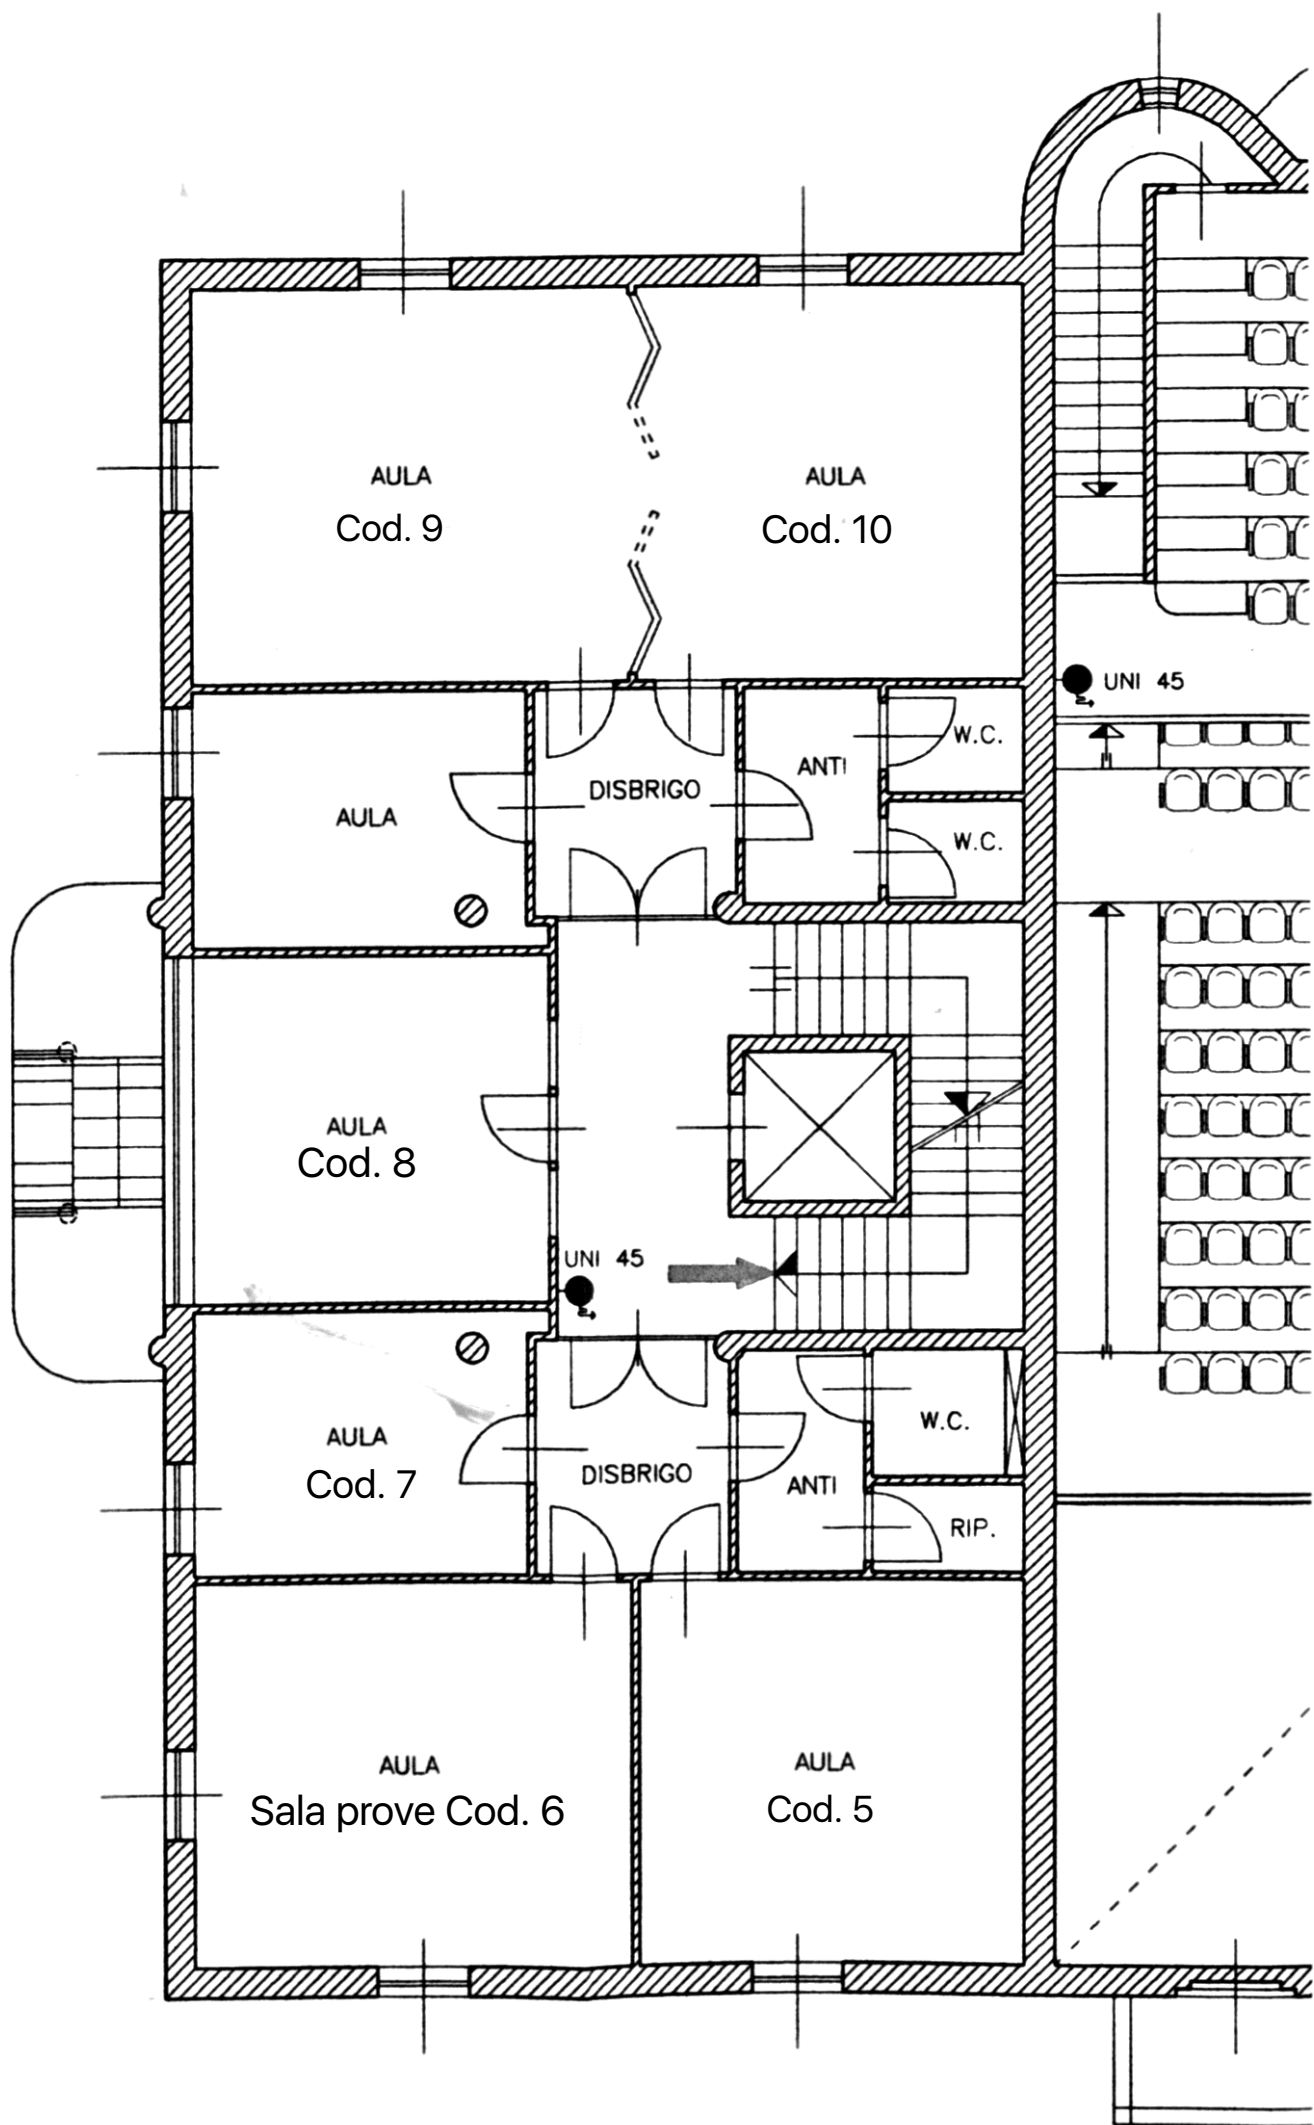 AULA
Cod. 9
AULA
Cod. 10
UNI 45
W.C.
ANTI
DISBRIGO
AULA
W.C.
AULA
Cod. 8
UNI 45
AULA
Cod. 7
W.C.
DISBRIGO
ANTI
RIP.
AULA
Sala prove Cod. 6
AULA
Cod. 5